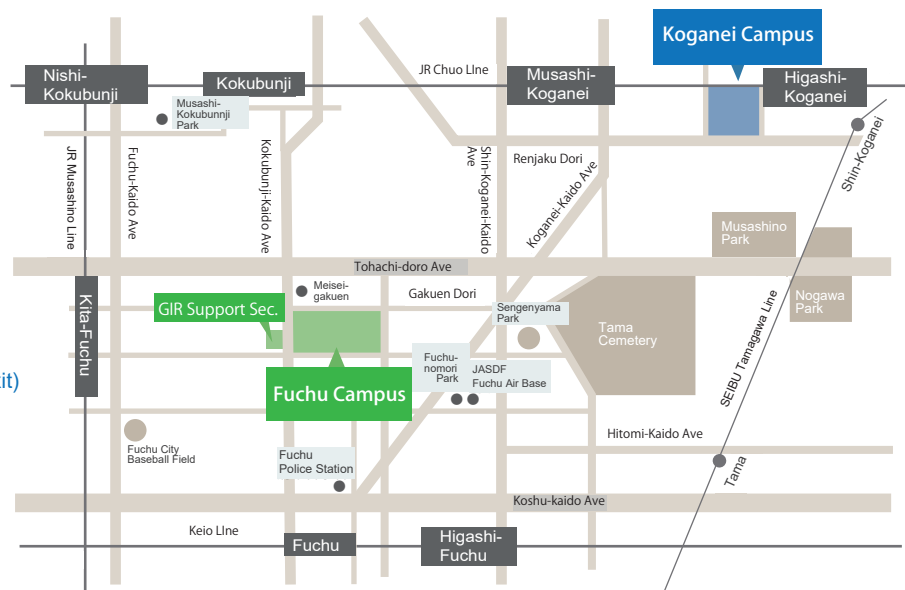 Koganei Campus
JR Chuo LIne
Nishi-
Kokubunji
Kokubunji
Musashi-
Koganei
Higashi-
Koganei
Musashi-
Kokubunnji
Park
Shin-Koganei
JR Musashino Line
Fuchu-Kaido Ave
Kokubunji-Kaido Ave
Shin-Koganei-Kaido
Ave
Renjaku Dori
Koganei-Kaido Ave
Musashino
Park
Tohachi-doro Ave
Kita-Fuchu
Meisei-
gakuen
Gakuen Dori
GIR Support Sec.
Sengenyama
Park
Tama
Cemetery
Nogawa
Park
SEIBU Tamagawa Line
it)
Fuchu Campus
Fuchu-
nomori
Park
JASDF
Fuchu Air Base
Hitomi-Kaido Ave
Fuchu City
Baseball Field
Fuchu
Police Station
Tama
Koshu-kaido Ave
Keio LIne
Fuchu
Higashi-
Fuchu